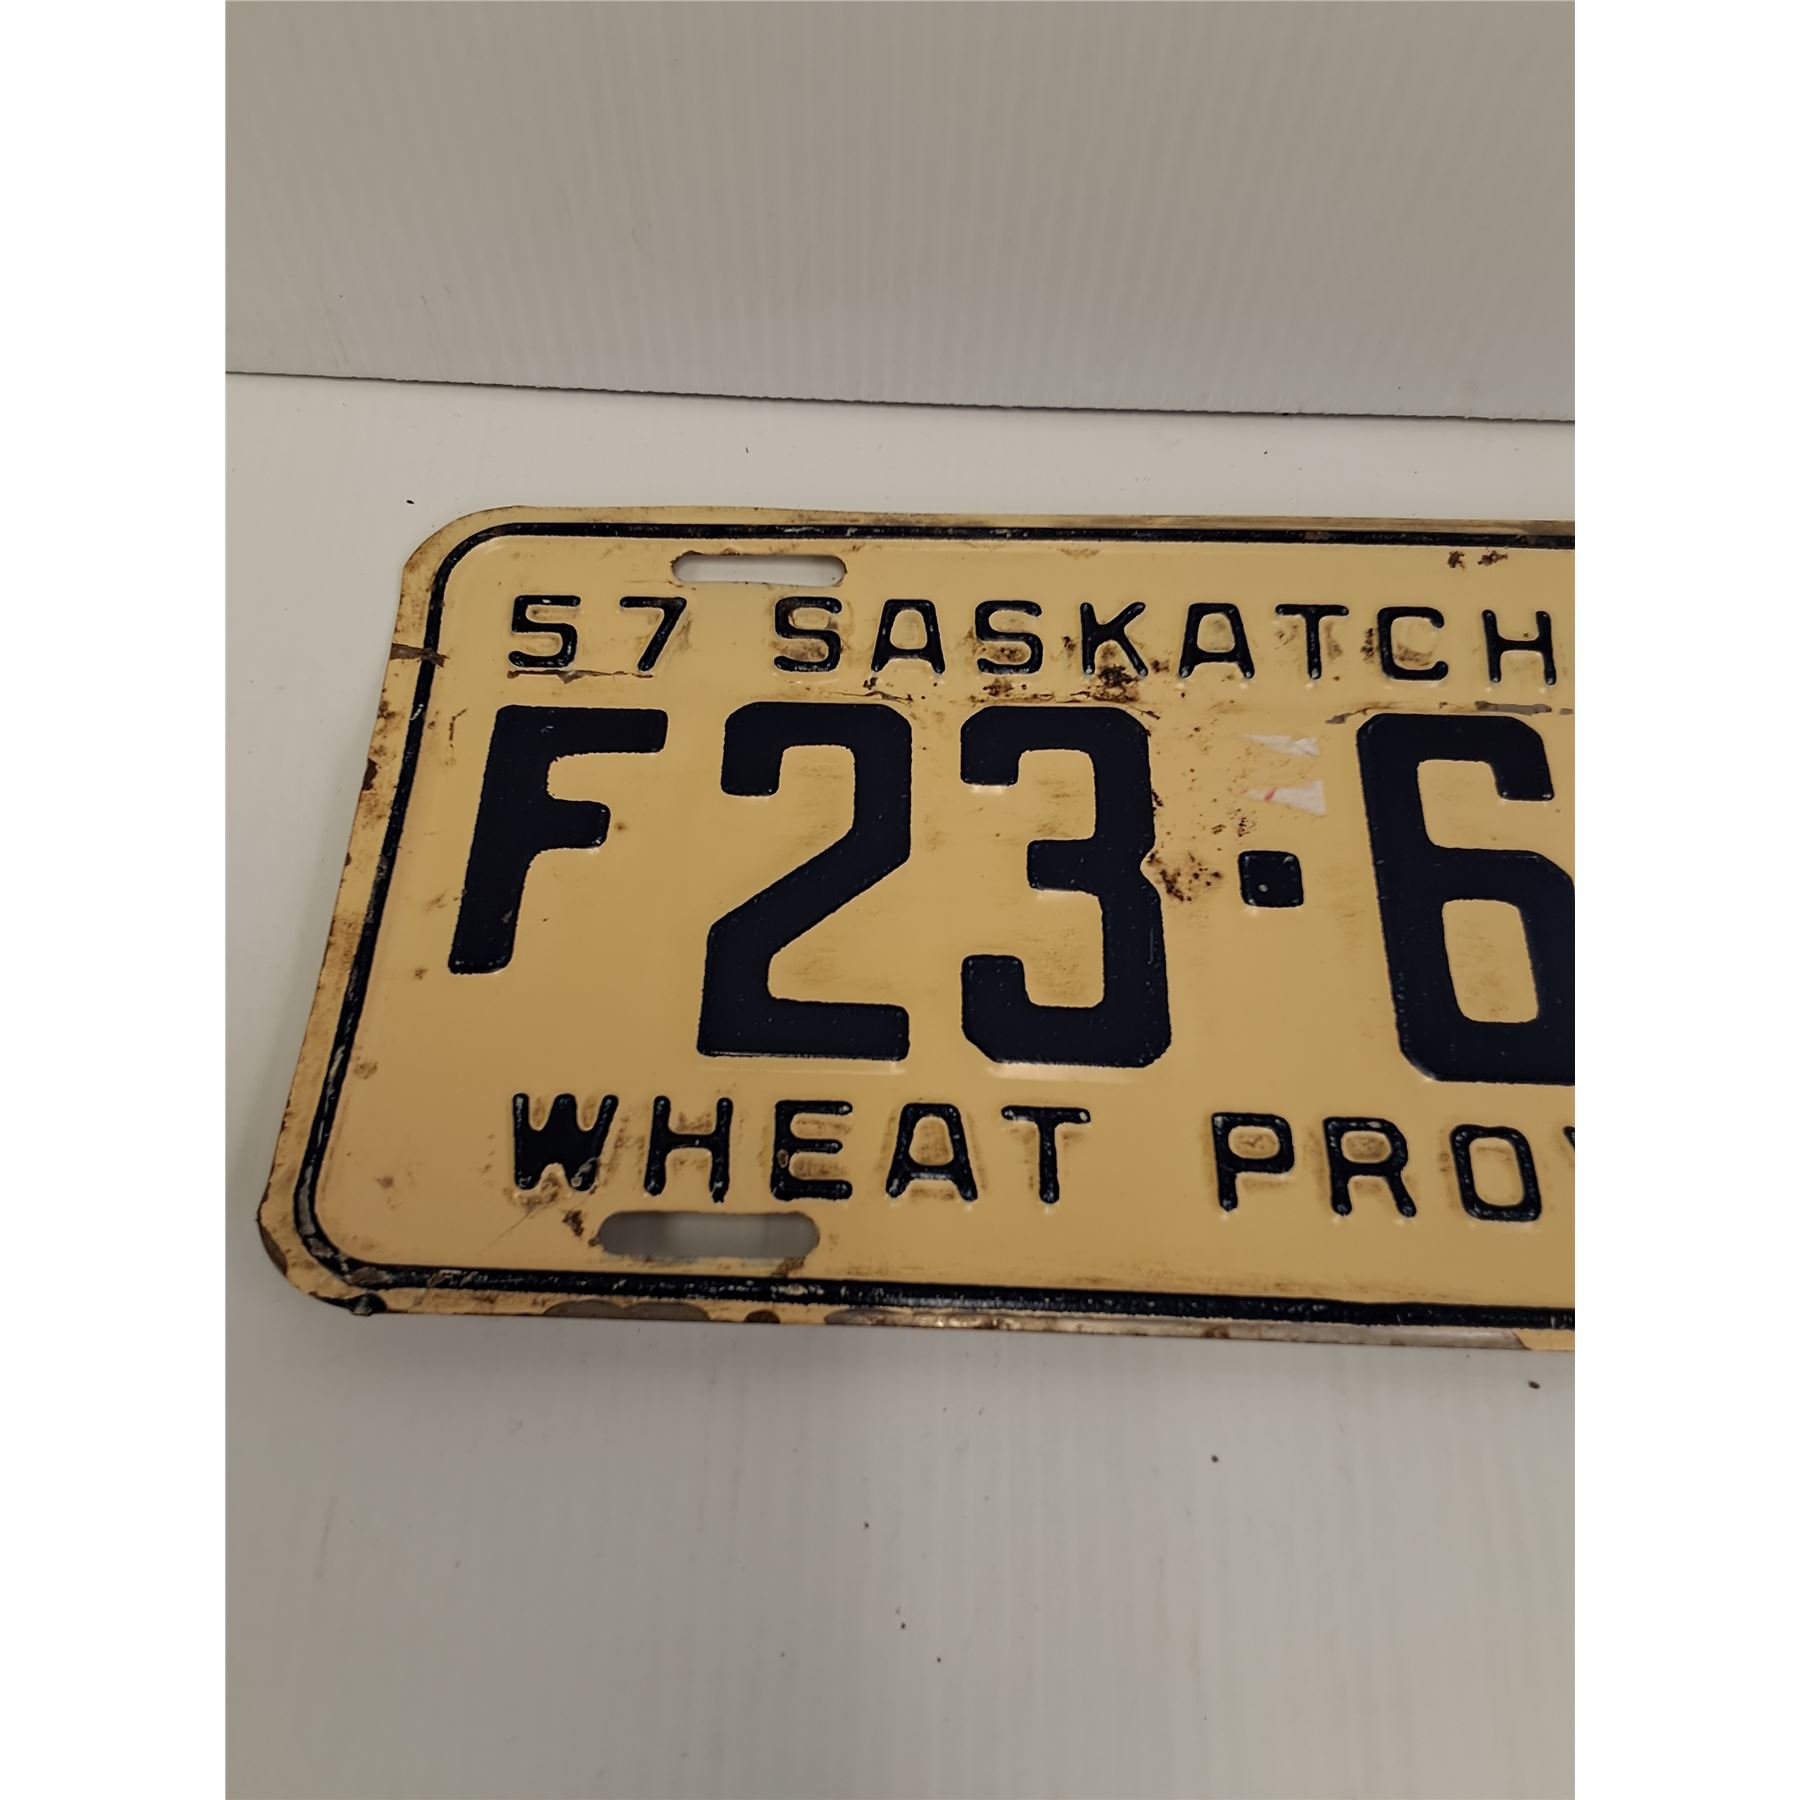 57 SASKATCH
F23·6
WHEAT PROV